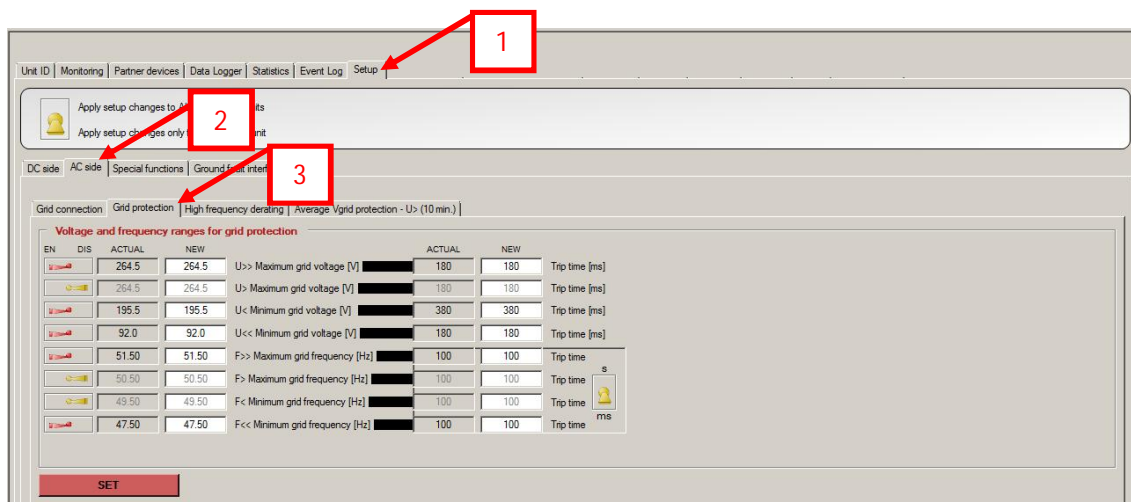 1
Unit ID Monitoring Partner devices Data Logger Statistics Event Log Setup
Apply setup changes to
2
Apply setup changes only unit
DC side AC side Special functions Ground fault
3
Grid connection Grid protection High frequency derating Average Vgrid protection - U> (10 min.)
Voltage and frequency ranges for grid protection
EN DIS ACTUAL NEW ACTUAL NEW
264.5 264.5 U>> Maximum grid voltage [V] 180 180 Trip time [ms]
264.5 264.5 U> Maximum grid voltage [V] 180 180 Trip time [ms]
195.5 195.5 U< Minimum grid voltage [V] 380 380 Trip time [ms]
92.0 92.0 U<< Minimum grid voltage [V] 180 180 Trip time [ms]
51.50 51.50 F>> Maximum grid frequency [Hz] 100 100 Trip time
s
50.50 50.50 F> Maximum grid frequency [Hz] 100 100 Trip time
49.50 49.50 F< Minimum grid frequency [Hz] 100 100 Trip time
ms
47.50 47.50 F<< Minimum grid frequency [Hz] 100 100 Trip time
SET